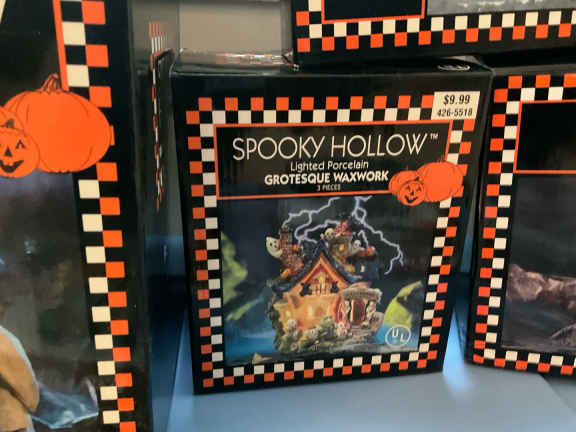 $9.99
426-5518
SPOOKY HOLLOW™
Lighted Porcelain
GROTESQUE WAXWORK
3 PIECES
UL